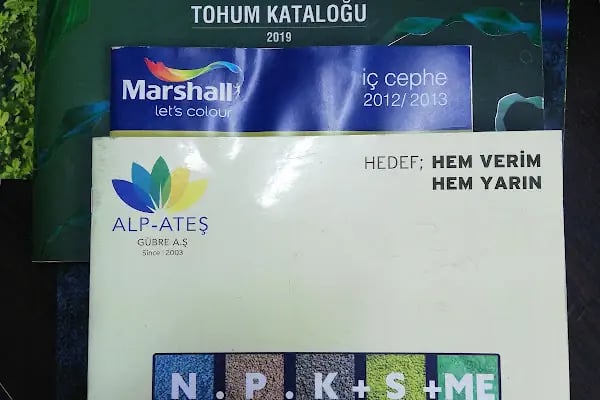 TOHUM KATALOĞU
2019
Marshall
let's colour
iç cephe
2012/2013
HEDEF; HEM VERİM
HEM YARIN
ALP-ATEŞ
GÜBRE A.Ş
Since : 2003
N.P.K+S+ME